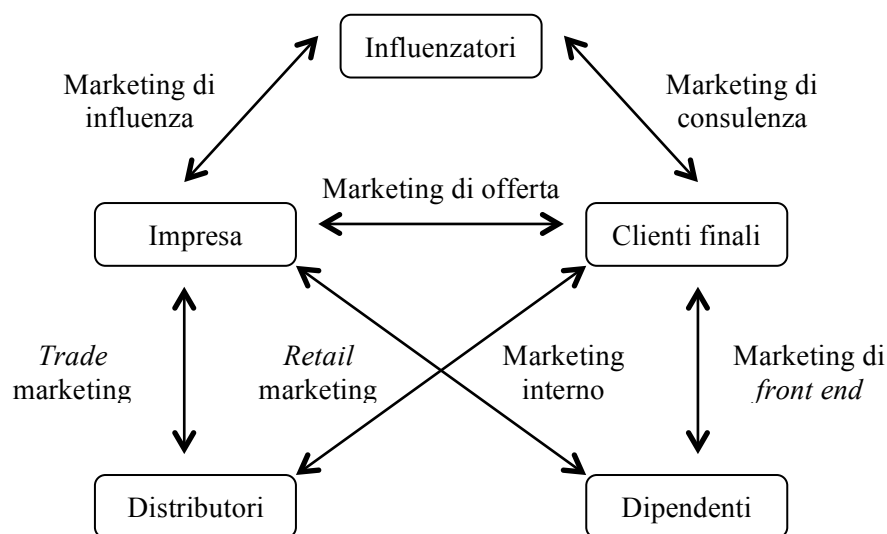 Influenzatori
Marketing di
influenza
Marketing di
consulenza
Marketing di offerta
Impresa
Clienti finali
Trade
marketing
Retail
marketing
Marketing
interno
Marketing di
front end
Distributori
Dipendenti